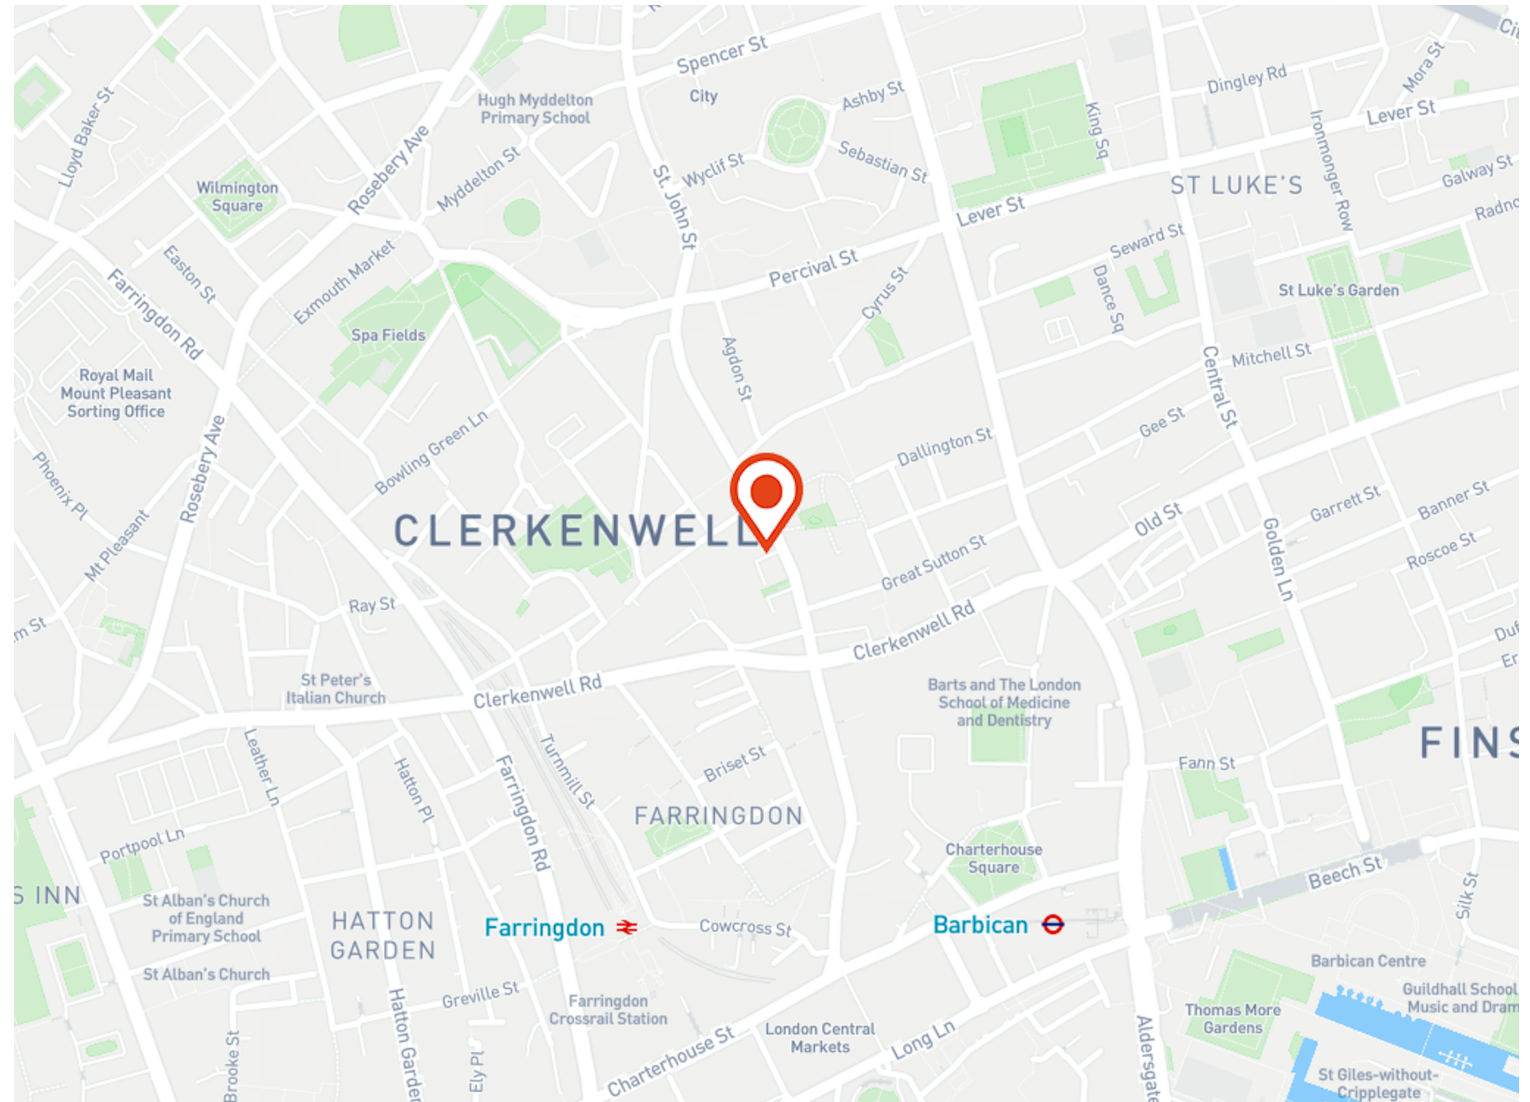 Spencer St
City
Hugh Myddelton
Primary School
Ashby St
King Sq
Dingley Rd
Mora St
Lever St
Ironmonger Row
Lloyd Baker St
Rosebery Ave
Myddelton St
Wyclif St
Sebastian St
St. John St
ST LUKE'S
Galway St
Wilmington
Square
Lever St
Seward St
Easton St
Exmouth Market
Percival St
Cyrus St
Dance Sq
St Luke's Garden
Farringdon Rd
Spa Fields
Agdon St
Mitchell St
Central St
Royal Mail
Mount Pleasant
Sorting Office
Bowling Green Ln
Dallington St
Gee St
Phoenix Pl
Rosebery Ave
Mt Pleasant
CLERKENWELL
Old St
Garrett St
Banner St
Roscoe St
Golden Ln
Great Sutton St
Ray St
Clerkenwell Rd
St Peter's
Italian Church
Clerkenwell Rd
Barts and The London
School of Medicine
and Dentistry
FINS
Leather Ln
Hatton Pl
Farringdon Rd
Turnmill St
Briset St
Fann St
FARRINGDON
Portpool Ln
Charterhouse
Square
Beech St
Silk St
S INN
St Alban's Church
of England
Primary School
HATTON
GARDEN
Farringdon
Cowcross St
Barbican
St Alban's Church
Greville St
Hatton Garden
Farringdon
Crossrail Station
London Central
Markets
Long Ln
Charterhouse St
Ely Pl
Brooke St
Aldersgate
Barbican Centre
Guildhall School
Music and Dram
Thomas More
Gardens
St Giles-without-
Cripplegate